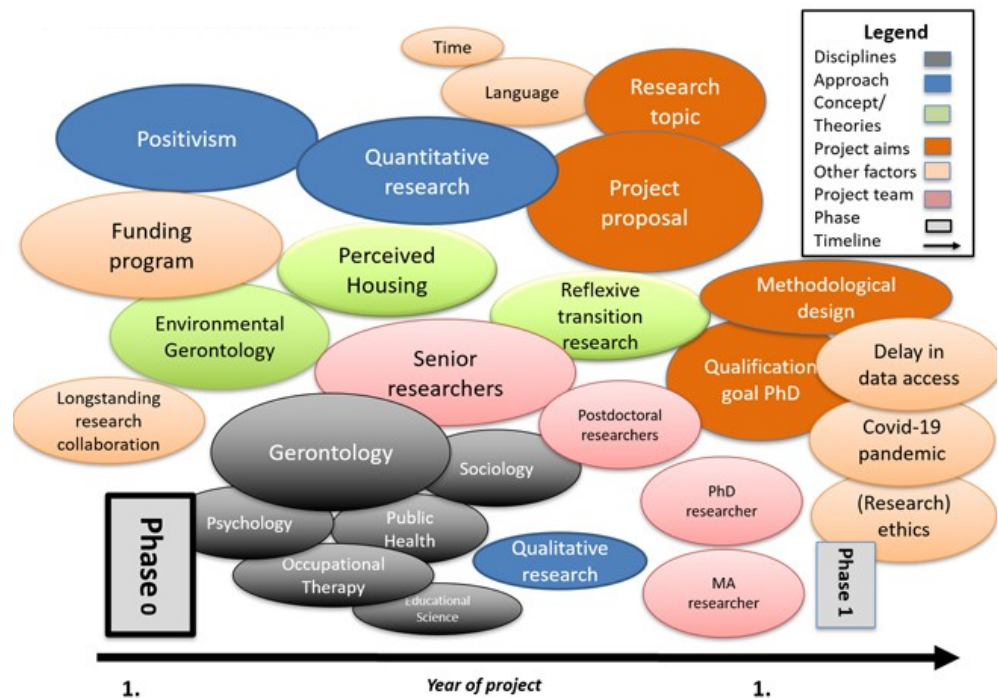 Time
Language
Research
topic
Positivism
Quantitative
research
Project
proposal
Funding
program
Perceived
Housing
Reflexive
transition
research
Methodological
design
Environmental
Gerontology
Senior
researchers
Qualification
goal PhD
Delay in
data access
Longstanding
research
collaboration
Postdoctoral
researchers
Covid-19
pandemic
Gerontology
Sociology
PhD
researcher
(Research)
ethics
Psychology
Public
Health
Occupational
Therapy
Educational
Science
Qualitative
research
MA
researcher
Phase 0
Phase 1
Legend
Disciplines
Approach
Concept/
Theories
Project aims
Other factors
Project team
Phase
Timeline
1.
Year of project
1.